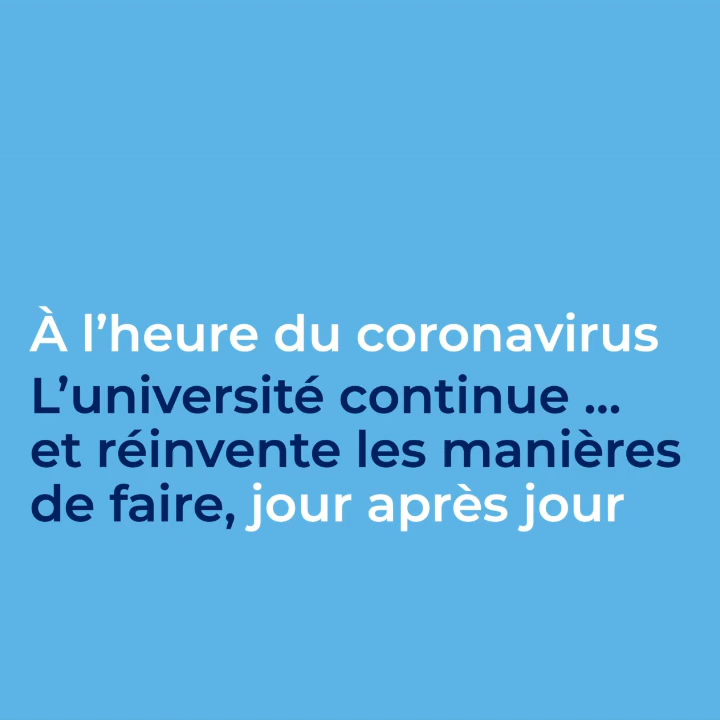 À l’heure du coronavirus
L’université continue ...
et réinvente les manières
de faire, jour après jour